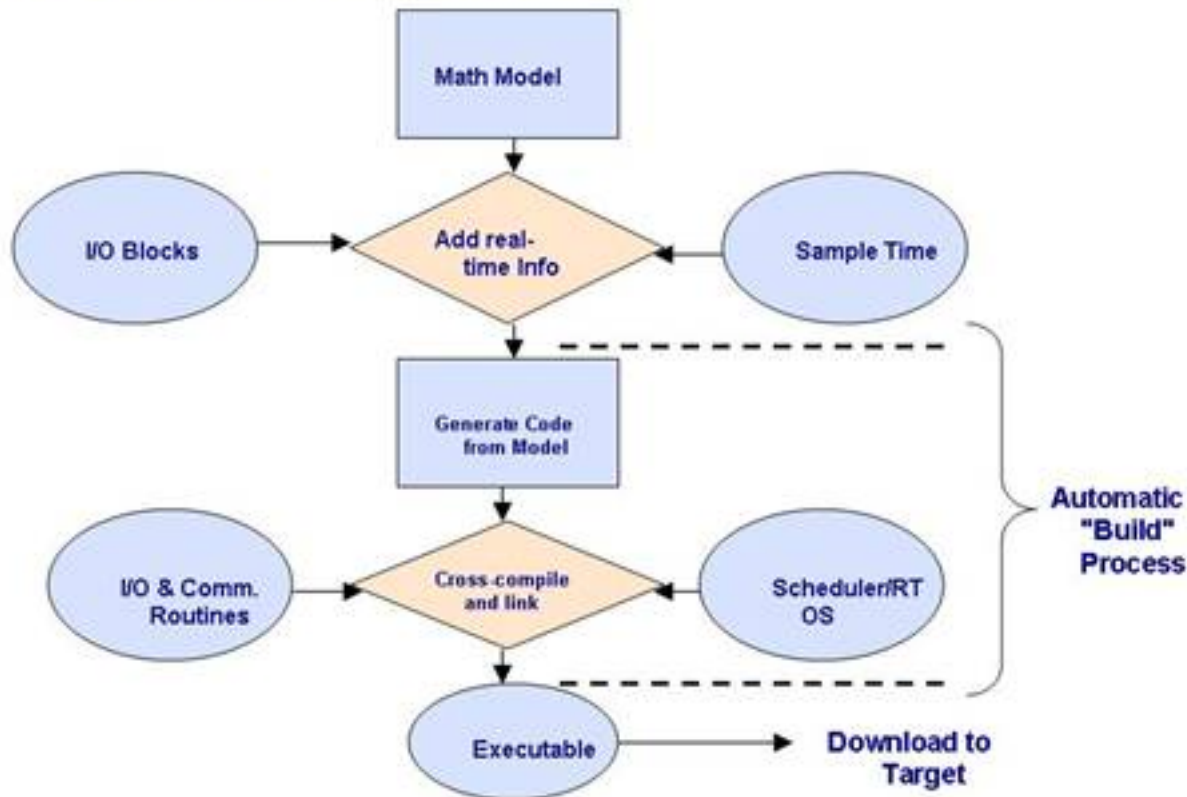 Math Model
I/O Blocks
Add real-
time Info
Sample Time
Generate Code
from Model
Automatic
"Build"
Process
I/O & Comm.
Routines
Cross-compile
and link
Scheduler/RT
OS
Executable
Download to
Target